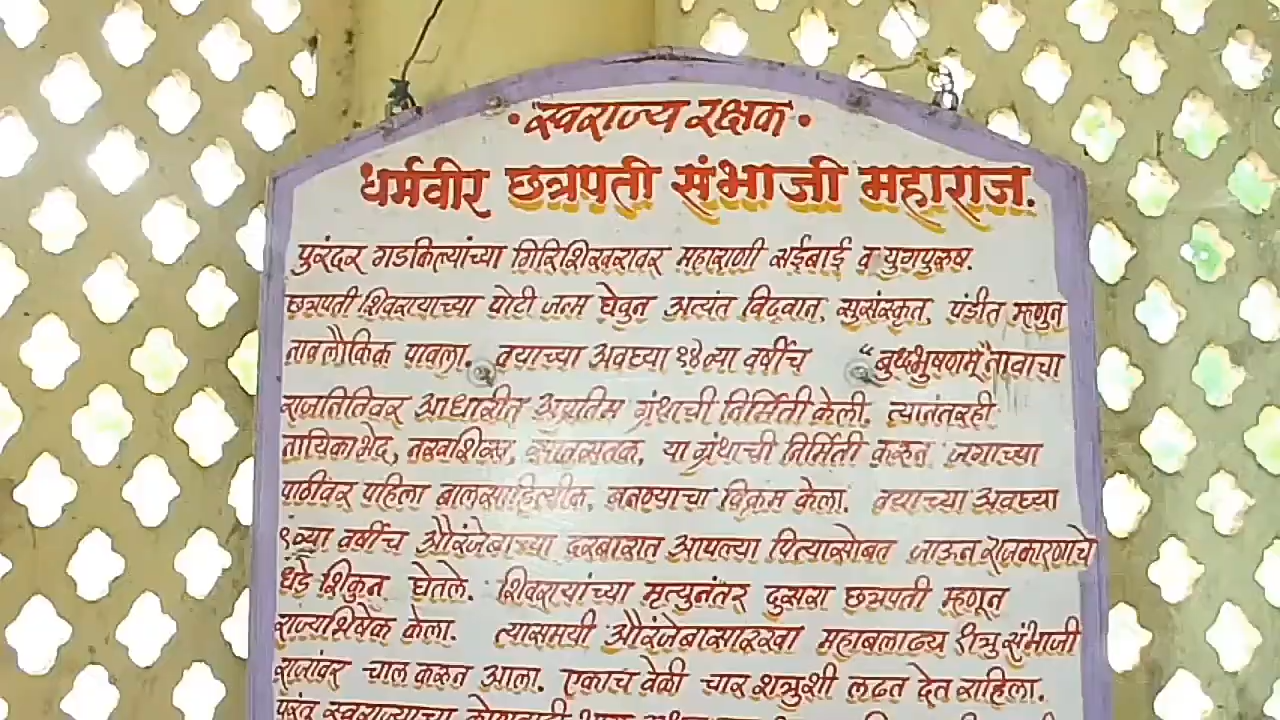 • स्वराज्य रक्षक •
धर्मवीर छत्रपती संभाजी महाराज.
पुरंदर गडकिल्यांच्या गिरिशिखरावर महाराणी सईबाई व युगपुरुष.
छत्रपती शिवरायाच्या पोटी जन्म घेवुन अत्यंत विद्वान, सुसंस्कृत, पंडीत म्हणुन
नावलौकिक पावला. वयाच्या अवघ्या १४व्या वर्षीच "बुधभुषणम्" नावाचा
राजनितिवर आधारीत अप्रतिम ग्रंथाची निर्मिती केली. त्यानंतरही
नायिकाभेद, नखशिख, सातसतक, या ग्रंथाची निर्मिती करून जगाच्या
पाठीवर पहिला बालसाहित्यीक, बनण्याचा विक्रम केला. वयाच्या अवघ्या
९व्या वर्षीच औरंजेबाच्या दरबारात आपल्या पित्यासोबत जाऊन राजकारणाचे
धडे शिकुन घेतले. शिवरायांच्या मृत्युनंतर दुसरा छत्रपती म्हणून
राज्यभिषेक केला. त्यासमयी औरंजेबासारखा महाबलाढ्य शत्रु संभाजी
राजांवर चाल करून आला. एकाच वेळी चार शत्रुशी लढत देत राहिला.
परंतु स्वराज्याच्या